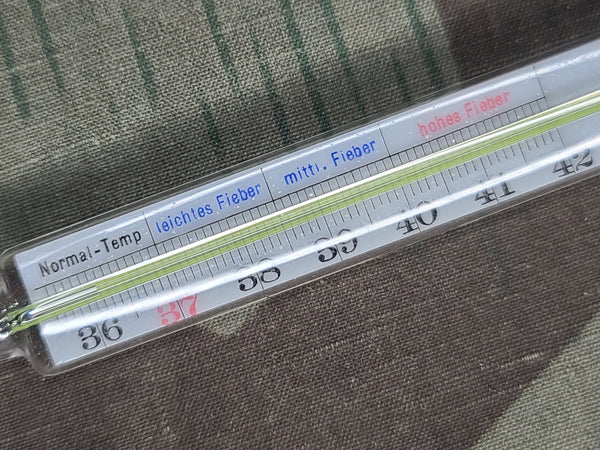 Normal-Temp leichtes Fieber mittl. Fieber hohes Fieber
36 37 38 39 40 41 42